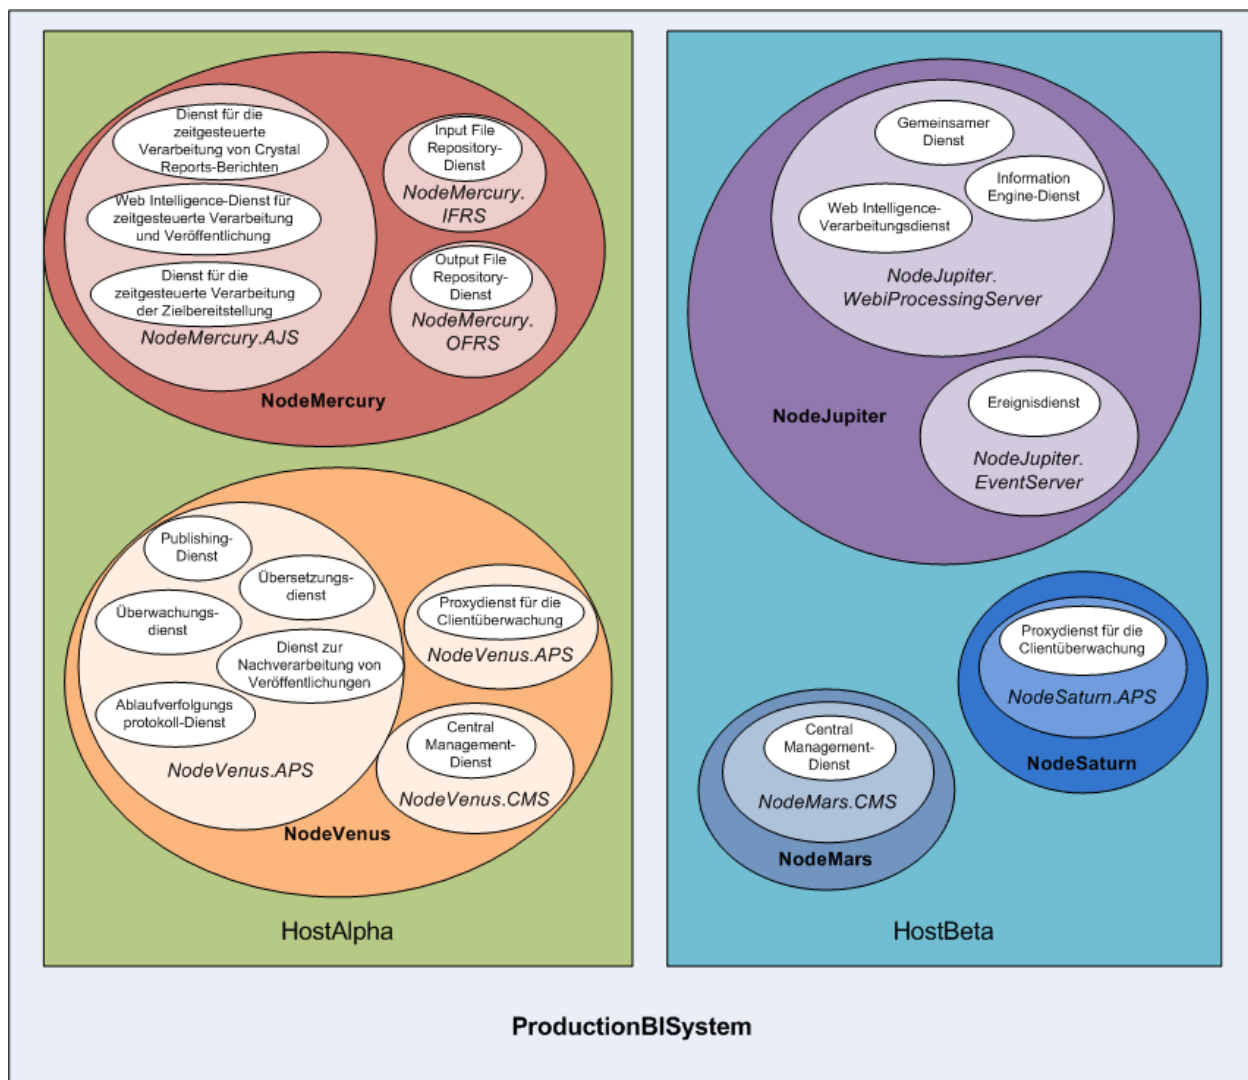 Dienst für die
zeitgesteuerte
Verarbeitung von Crystal
Reports-Berichten
Web Intelligence-Dienst für
zeitgesteuerte Verarbeitung
und Veröffentlichung
Dienst für die
zeitgesteuerte Verarbeitung
der Zielbereitstellung
NodeMercury.AJS
Input File
Repository-
Dienst
NodeMercury.
IFRS
Output File
Repository-
Dienst
NodeMercury.
OFRS
NodeMercury
Publishing-
Dienst
Übersetzungs-
dienst
Überwachungs-
dienst
Dienst zur
Nachverarbeitung von
Veröffentlichungen
Ablaufverfolgungs
protokoll-Dienst
NodeVenus.APS
Proxydienst für die
Clientüberwachung
NodeVenus.APS
Central
Management-
Dienst
NodeVenus.CMS
NodeVenus
HostAlpha
Gemeinsamer
Dienst
Information
Engine-Dienst
Web Intelligence-
Verarbeitungsdienst
NodeJupiter.
WebiProcessingServer
Ereignisdienst
NodeJupiter.
EventServer
NodeJupiter
Proxydienst für die
Clientüberwachung
NodeSaturn.APS
NodeSaturn
Central
Management-
Dienst
NodeMars.CMS
NodeMars
HostBeta
ProductionBISystem